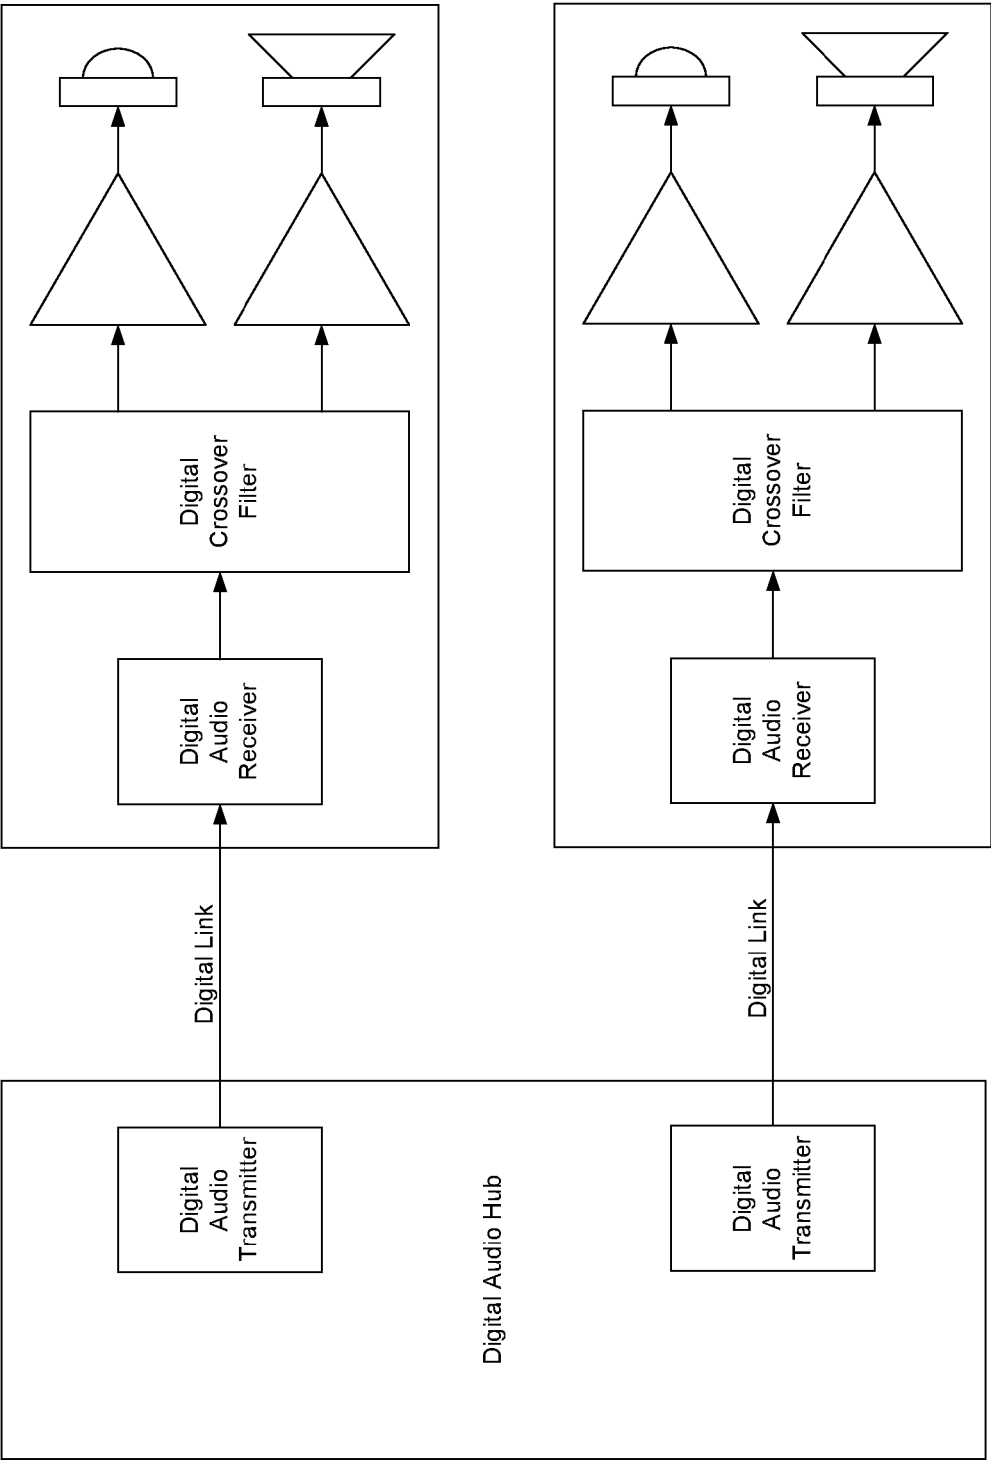 Digital
Crossover
Filter
Digital
Crossover
Filter
Digital
Audio
Receiver
Digital
Audio
Receiver
Digital Link
Digital Link
Digital
Audio
Transmitter
Digital
Audio
Transmitter
Digital Audio Hub